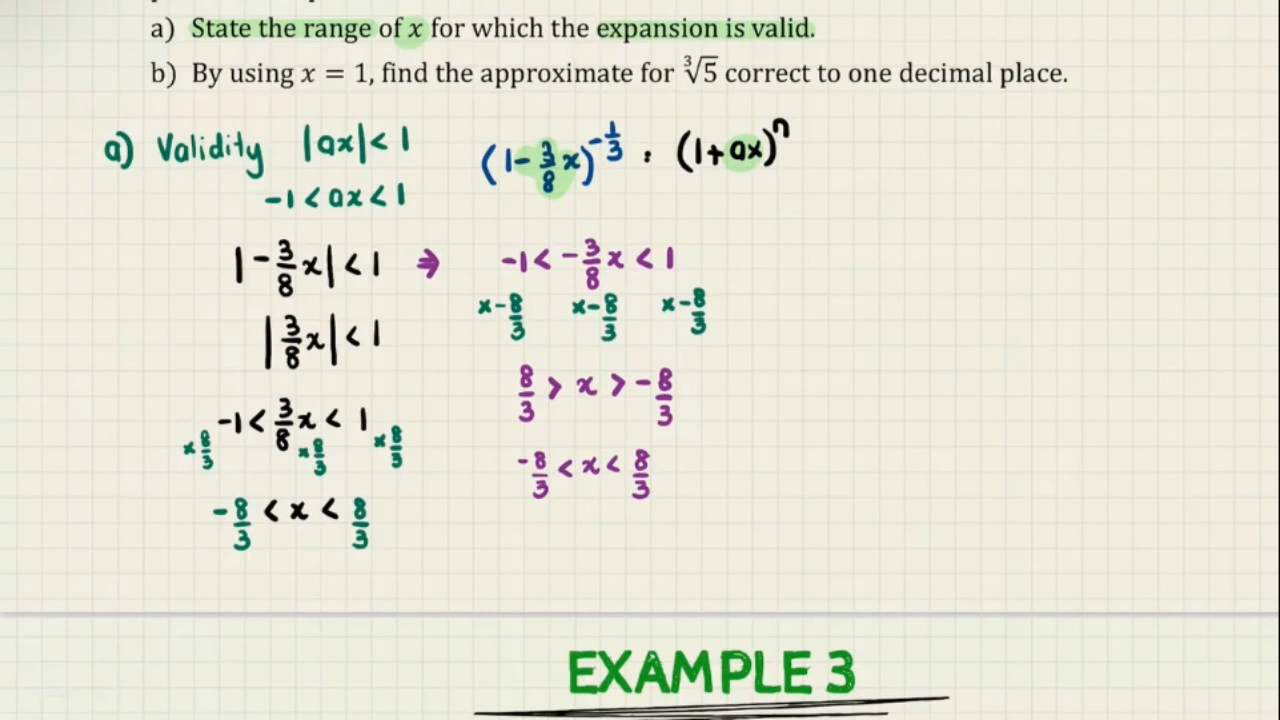 a) State the range of x for which the expansion is valid.
b) By using x = 1, find the approximate for ∛5 correct to one decimal place.
a) Validity |ax| < 1
-1 < ax < 1
(1 - 3/8 x)^(-1/3) : (1 + ax)^n
|-3/8 x| < 1 ⇒ -1 < -3/8 x < 1
x -8/3 x -8/3 x -8/3
|3/8 x| < 1
8/3 > x > -8/3
-1 < 3/8 x < 1
x 8/3 x 8/3 x 8/3
-8/3 < x < 8/3
-8/3 < x < 8/3
EXAMPLE 3